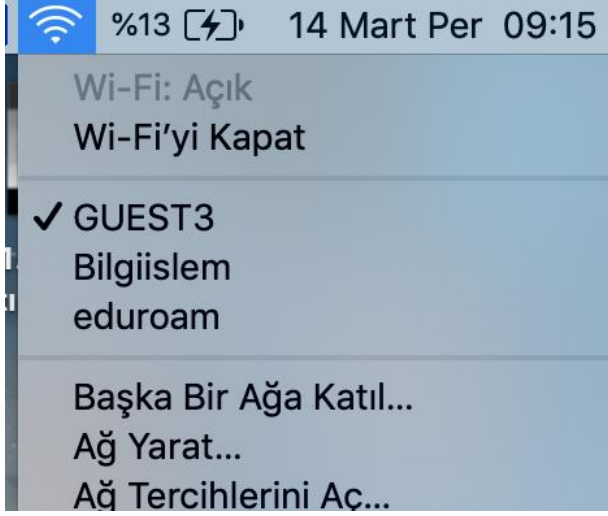 %13 14 Mart Per 09:15
Wi-Fi: Açık
Wi-Fi’yi Kapat
GUEST3
Bilgiislem
eduroam
Başka Bir Ağa Katıl...
Ağ Yarat...
Ağ Tercihlerini Aç...